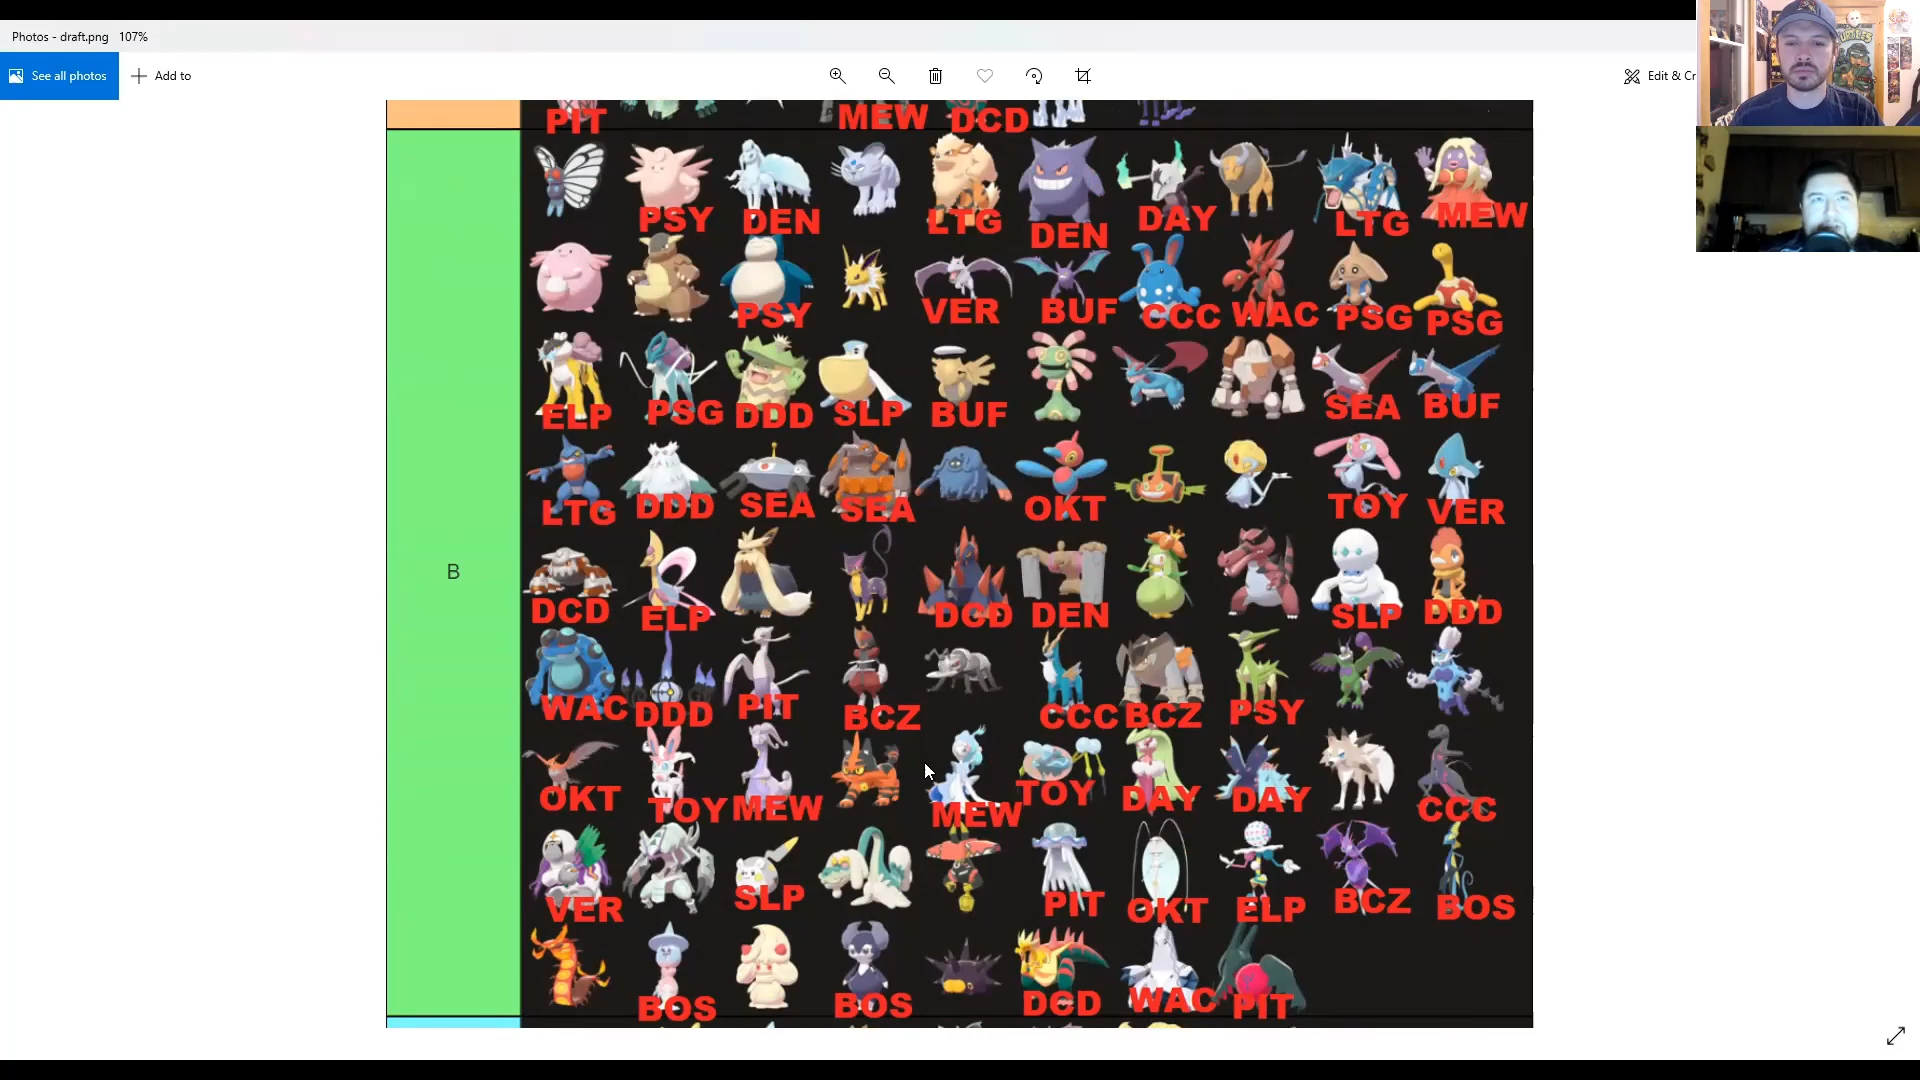 Photos - draft.png 107%
See all photos
Add to
Edit & Cr
PIT MEW DCD
PSY DEN LTG DEN DAY LTG MEW
PSY VER BUF CCC WAC PSG PSG
ELP PSG DDD SLP BUF SEA BUF
LTG DDD SEA SEA OKT TOY VER
B
DCD ELP DCD DEN SLP DDD
WAC DDD PIT BCZ CCC BCZ PSY
OKT TOY MEW MEW TOY DAY DAY CCC
VER SLP PIT OKT ELP BCZ BOS
BOS BOS DCD WAC PIT